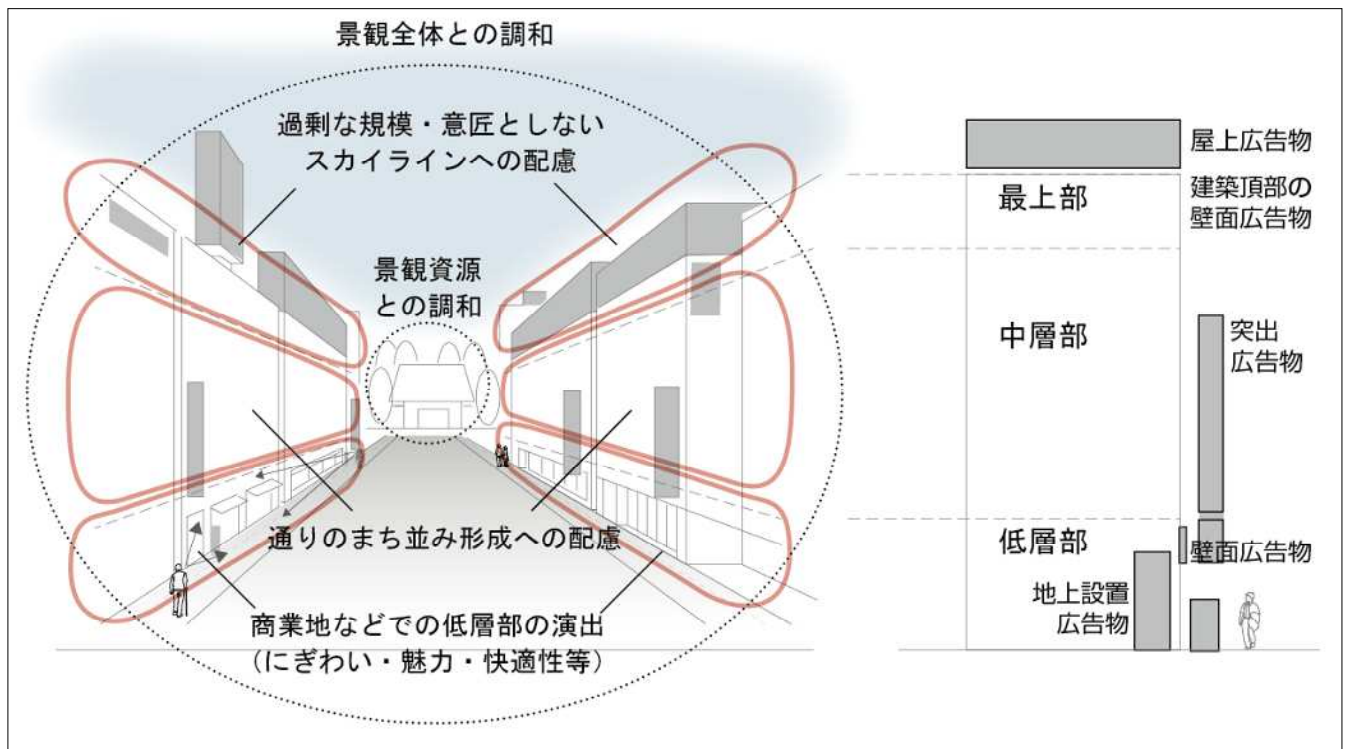 景観全体との調和
過剰な規模・意匠としない
スカイラインへの配慮
景観資源
との調和
通りのまち並み形成への配慮
商業地などでの低層部の演出
（にぎわい・魅力・快適性等）
屋上広告物
最上部
建築頂部の
壁面広告物
中層部
突出
広告物
低層部
壁面広告物
地上設置
広告物